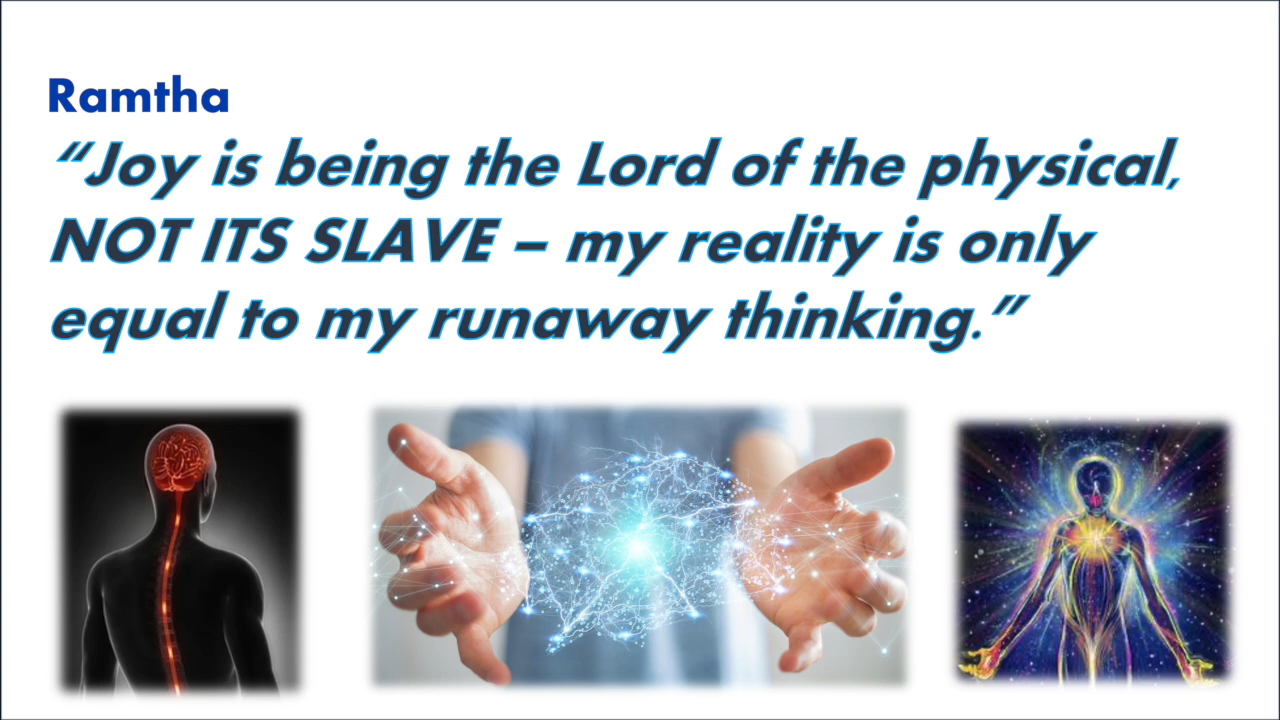 Ramtha
“Joy is being the Lord of the physical,
NOT ITS SLAVE – my reality is only
equal to my runaway thinking.”